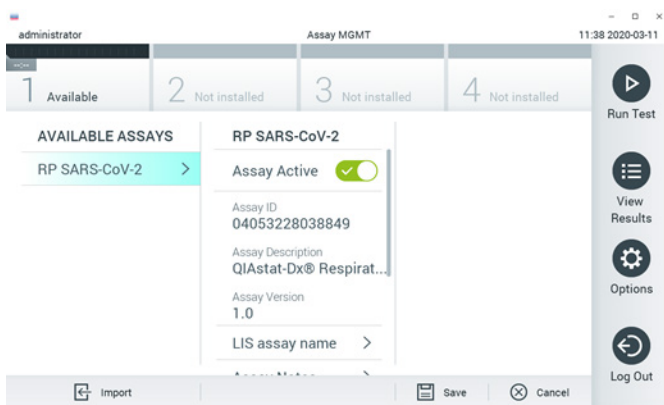 administrator
Assay MGMT
11:38 2020-03-11
1 Available
2 Not installed
3 Not installed
4 Not installed
Run Test
AVAILABLE ASSAYS
RP SARS-CoV-2
RP SARS-CoV-2
Assay Active
Assay ID
04053228038849
Assay Description
QIAstat-Dx® Respirat...
Assay Version
1.0
LIS assay name
Assay Notes
View
Results
Options
Log Out
Import
Save
Cancel